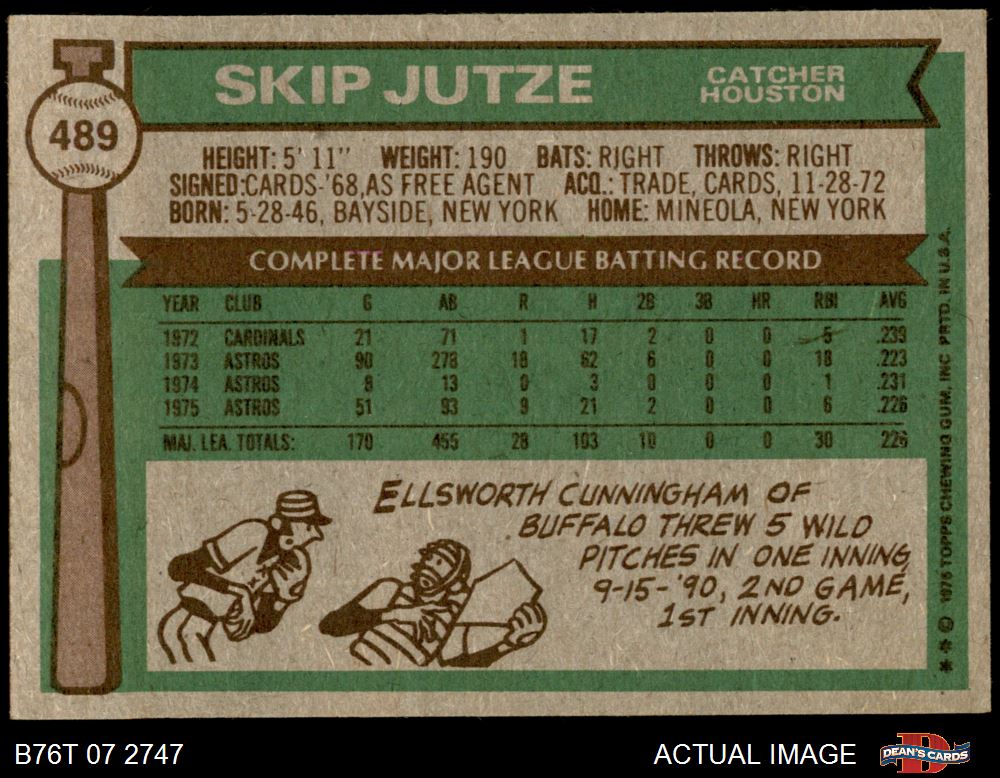 SKIP JUTZE
CATCHER
HOUSTON
489
HEIGHT: 5' 11" WEIGHT: 190 BATS: RIGHT THROWS: RIGHT
SIGNED:CARDS-'68,AS FREE AGENT ACQ.: TRADE, CARDS, 11-28-72
BORN: 5-28-46, BAYSIDE, NEW YORK HOME: MINEOLA, NEW YORK
COMPLETE MAJOR LEAGUE BATTING RECORD
YEAR CLUB G AB R H 2B 3B HR RBI AVG
1972 CARDINALS 21 71 1 17 2 0 0 5 .239
1973 ASTROS 90 278 18 62 6 0 0 18 .223
1974 ASTROS 8 13 0 3 0 0 0 1 .231
1975 ASTROS 51 93 9 21 2 0 0 6 .226
MAJ. LEA. TOTALS: 170 455 28 103 10 0 0 30 .226
ELLSWORTH CUNNINGHAM OF
BUFFALO THREW 5 WILD
PITCHES IN ONE INNING
9-15-'90, 2ND GAME,
1ST INNING.
** © 1976 TOPPS CHEWING GUM, INC PRTD. IN U.S.A.
B76T 07 2747
ACTUAL IMAGE
D
DEAN'S CARDS